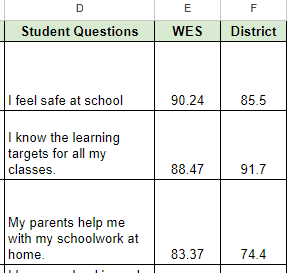 D E F
Student Questions WES District
I feel safe at school 90.24 85.5
I know the learning
targets for all my
classes. 88.47 91.7
My parents help me
with my schoolwork at
home. 83.37 74.4